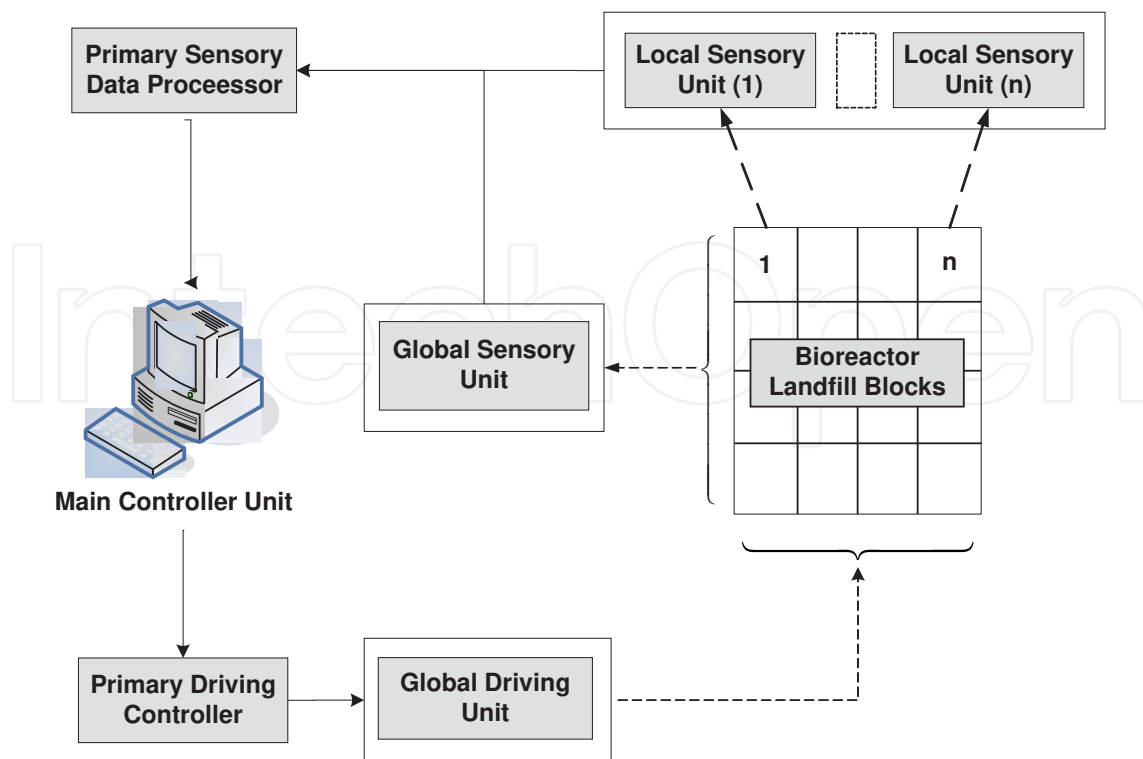 Primary Sensory
Data Proceessor
Local Sensory
Unit (1)
Local Sensory
Unit (n)
1
n
Global Sensory
Unit
Bioreactor
Landfill Blocks
IntechOpen
Main Controller Unit
Primary Driving
Controller
Global Driving
Unit